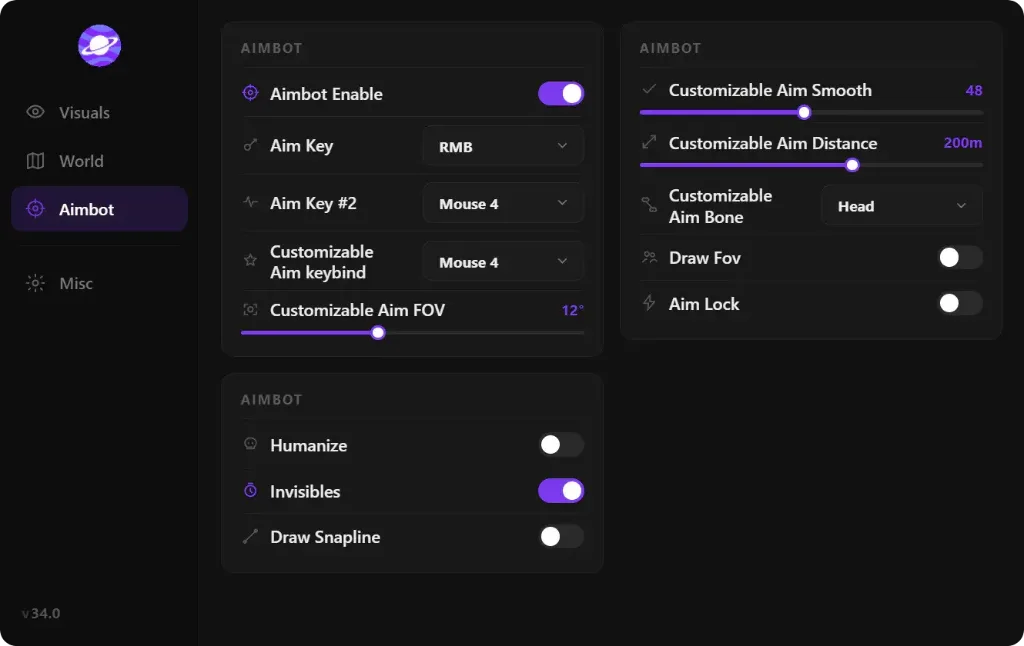 Visuals
World
Aimbot
Misc
v34.0
AIMBOT
Aimbot Enable
Aim Key
RMB
Aim Key #2
Mouse 4
Customizable
Aim keybind
Mouse 4
Customizable Aim FOV
12°
AIMBOT
Humanize
Invisibles
Draw Snapline
AIMBOT
Customizable Aim Smooth
48
Customizable Aim Distance
200m
Customizable
Aim Bone
Head
Draw Fov
Aim Lock